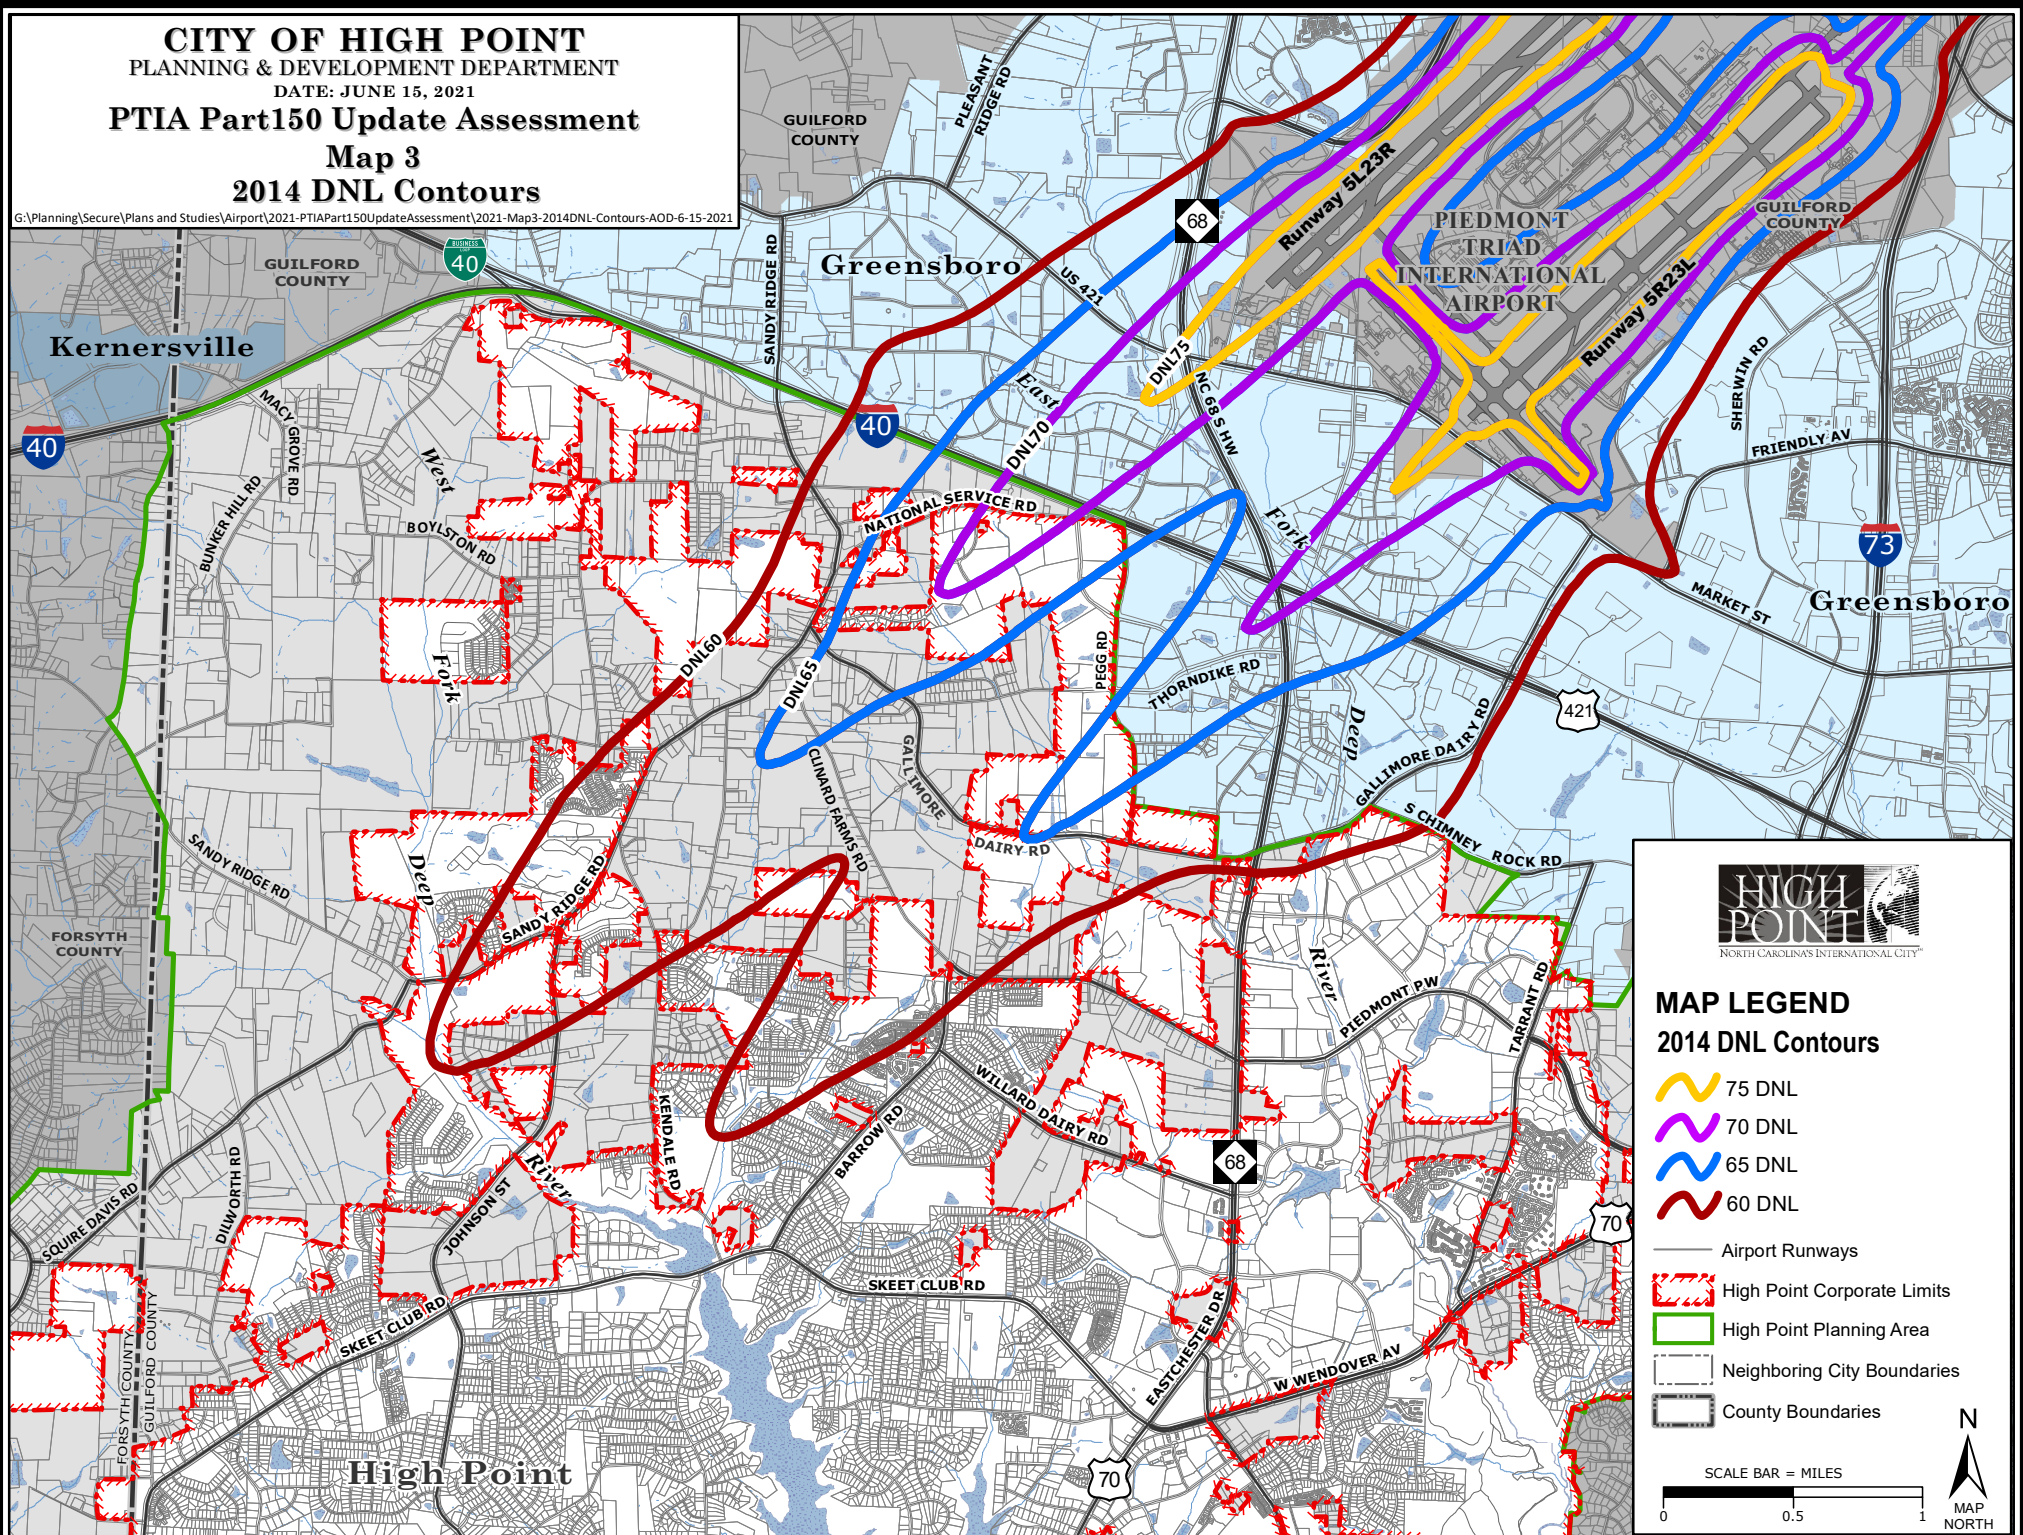 CITY OF HIGH POINT
PLANNING & DEVELOPMENT DEPARTMENT
DATE: JUNE 15, 2021
PTIA Part150 Update Assessment
Map 3
2014 DNL Contours
G:\Planning\Secure\Plans and Studies\Airport\2021-PTIAPart150UpdateAssessment\2021-Map3-2014DNL-Contours-AOD-6-15-2021
GUILFORD
COUNTY
PLEASANT
RIDGE RD
68
Runway 5L23R
PIEDMONT
TRIAD
INTERNATIONAL
AIRPORT
GUILFORD
COUNTY
Runway 5R23L
BUSINESS
LOOP
40
GUILFORD
COUNTY
SANDY RIDGE RD
Greensboro
US 421
Kernersville
DNL75
NC 68 S HW
SHERWIN RD
FRIENDLY AV
East
Fork
MACY GROVE RD
40
40
DNL70
West
Fork
BUNKER HILL RD
BOYLSTON RD
NATIONAL SERVICE RD
73
Greensboro
MARKET ST
DNL60
DNL65
PEGG RD
THORNDIKE RD
Deep
421
GALLIMORE DAIRY RD
GALLIMORE
DAIRY RD
CLINARD FARMS RD
S CHIMNEY ROCK RD
SANDY RIDGE RD
Deep
SANDY RIDGE RD
FORSYTH
COUNTY
River
PIEDMONT PW
TARRANT RD
WILLARD DAIRY RD
KENDALE RD
BARROW RD
68
River
JOHNSON ST
DILWORTH RD
SQUIRE DAVIS RD
70
SKEET CLUB RD
SKEET CLUB RD
EASTCHESTER DR
W WENDOVER AV
FORSYTH COUNTY
GUILFORD COUNTY
High Point
70
HIGH
POINT
NORTH CAROLINA'S INTERNATIONAL CITY™
MAP LEGEND
2014 DNL Contours
75 DNL
70 DNL
65 DNL
60 DNL
Airport Runways
High Point Corporate Limits
High Point Planning Area
Neighboring City Boundaries
County Boundaries
SCALE BAR = MILES
0 0.5 1
N
MAP
NORTH